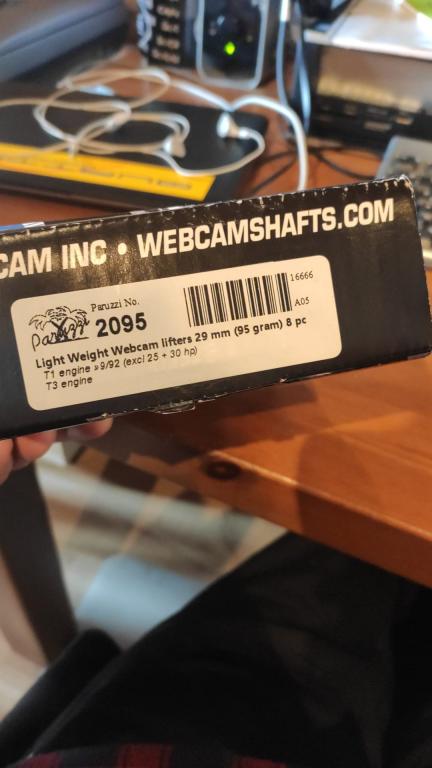 CAM INC • WEBCAMSHAFTS.COM
Paruzzi
Paruzzi No.
2095
16666
A05
Light Weight Webcam lifters 29 mm (95 gram) 8 pc
T1 engine »9/92 (excl 25 + 30 hp)
T3 engine